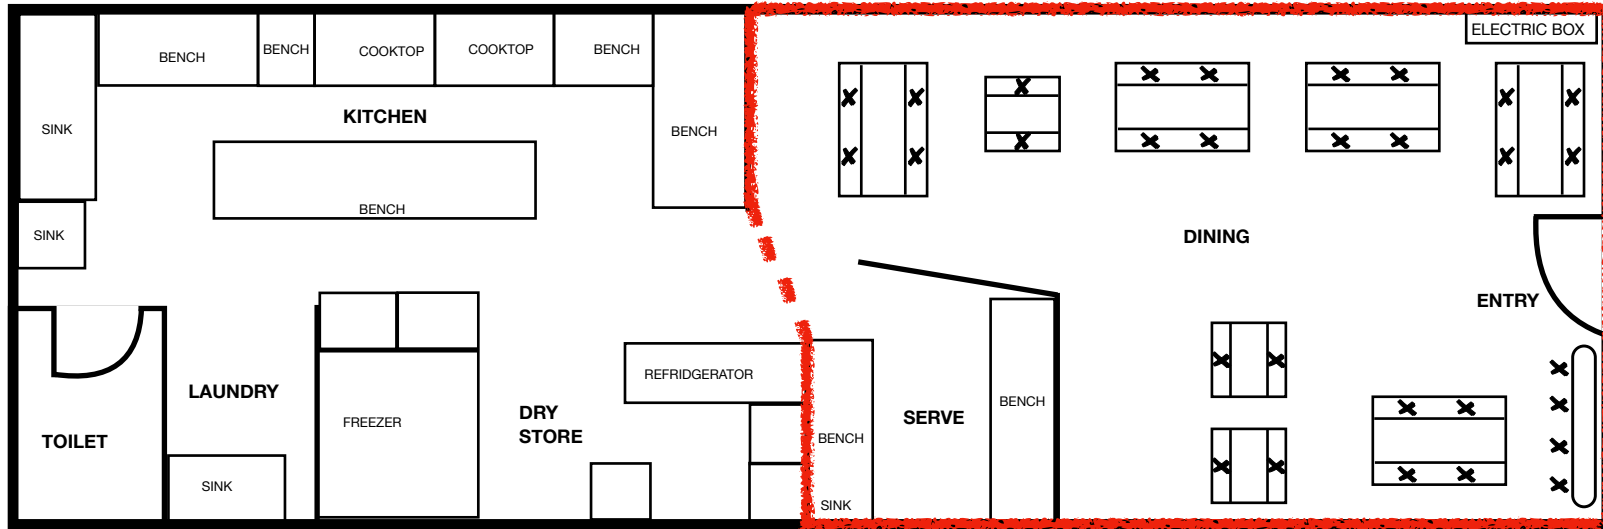 ELECTRIC BOX
BENCH
BENCH
COOKTOP
COOKTOP
BENCH
KITCHEN
SINK
BENCH
BENCH
SINK
DINING
ENTRY
REFRIDGERATOR
LAUNDRY
BENCH
FREEZER
DRY
STORE
SERVE
TOILET
BENCH
SINK
SINK